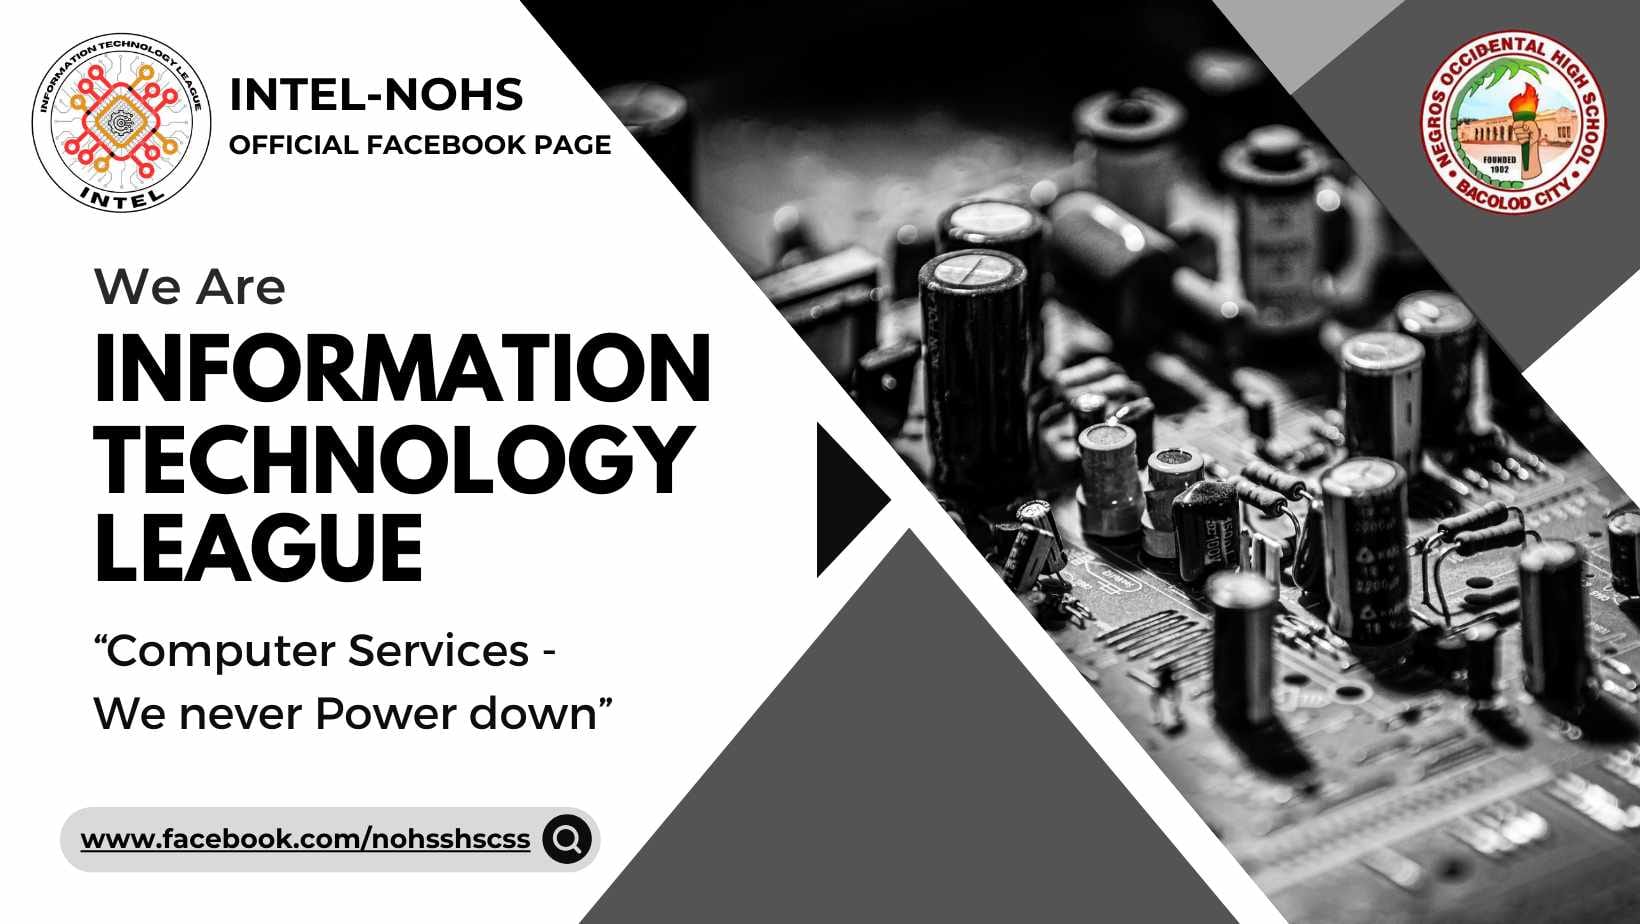 INFORMATION TECHNOLOGY LEAGUE
INTEL
INTEL-NOHS
OFFICIAL FACEBOOK PAGE
NEGROS OCCIDENTAL HIGH SCHOOL
FOUNDED
1902
• BACOLOD CITY •
We Are
INFORMATION
TECHNOLOGY
LEAGUE
“Computer Services -
We never Power down”
www.facebook.com/nohsshscss